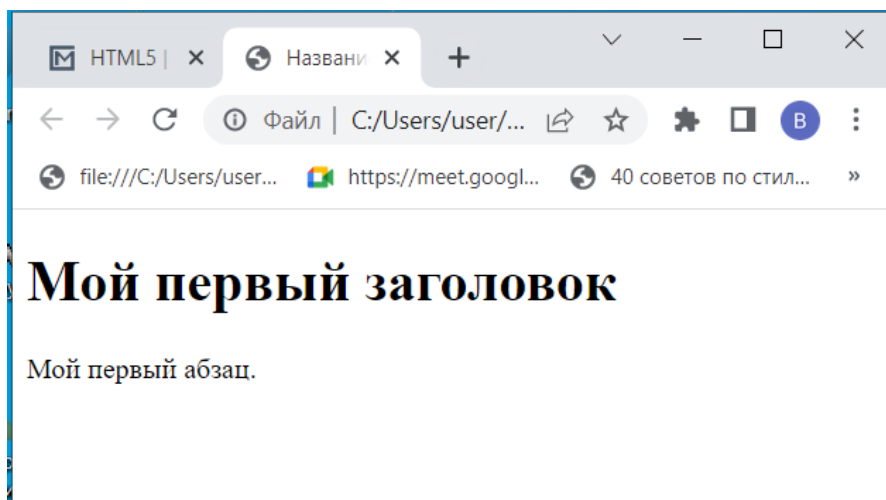 HTML5 |
Названи
Файл | C:/Users/user/...
B
file:///C:/Users/user...
https://meet.googl...
40 советов по стил...
»
Мой первый заголовок
Мой первый абзац.